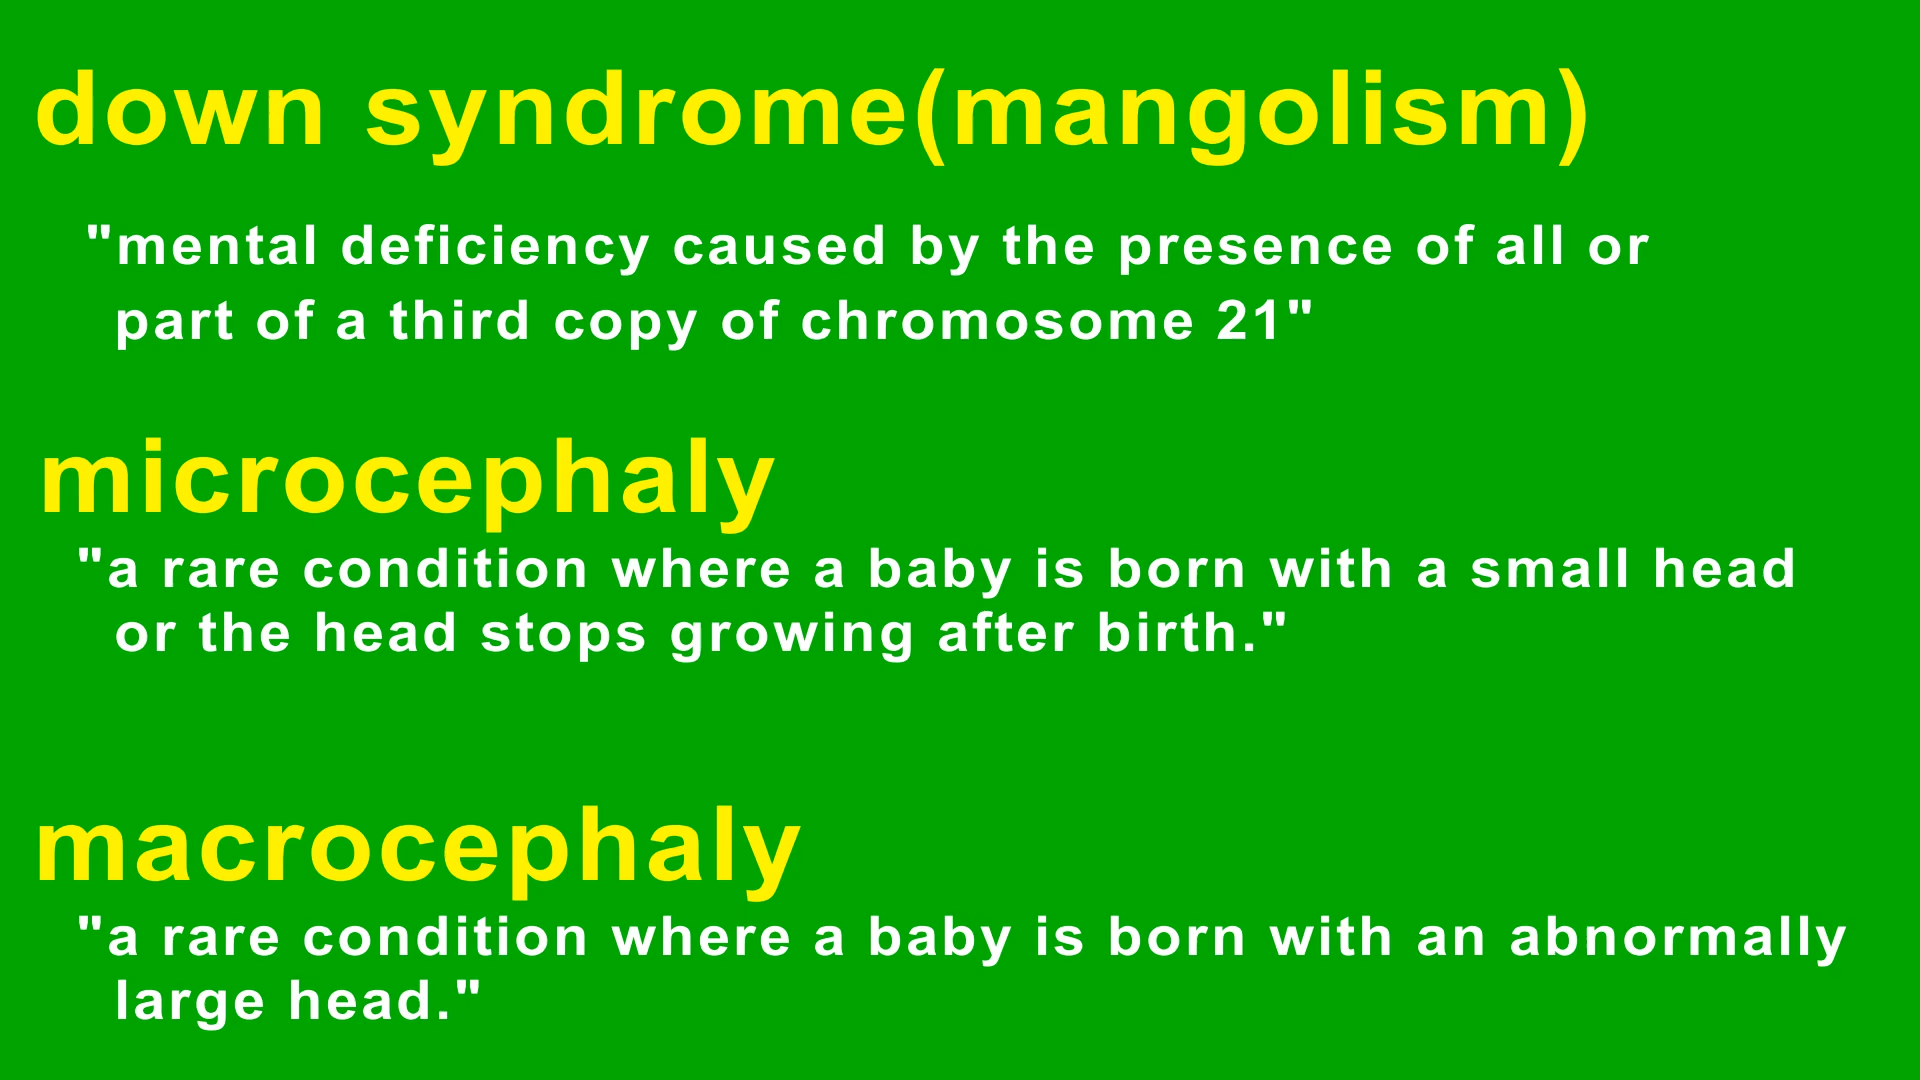 down syndrome(mangolism)
"mental deficiency caused by the presence of all or
part of a third copy of chromosome 21"
microcephaly
"a rare condition where a baby is born with a small head
or the head stops growing after birth."
macrocephaly
"a rare condition where a baby is born with an abnormally
large head."